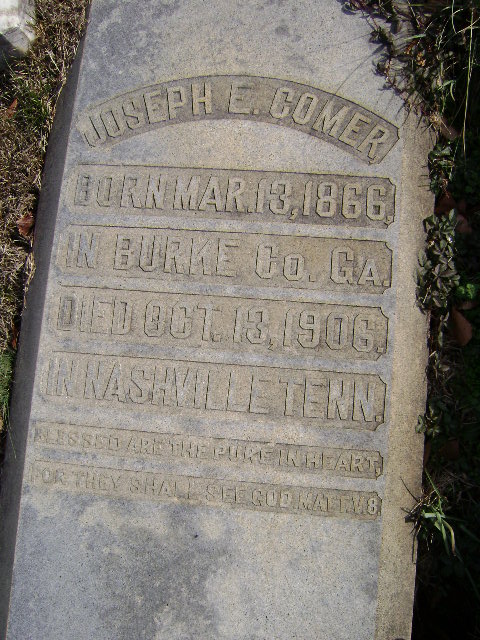 JOSEPH E. COMER
BORN MAR. 13, 1866.
IN BURKE CO. GA.
DIED OCT. 13, 1906.
IN NASHVILLE TENN.
BLESSED ARE THE PURE IN HEART,
FOR THEY SHALL SEE GOD. MATT. V. 8